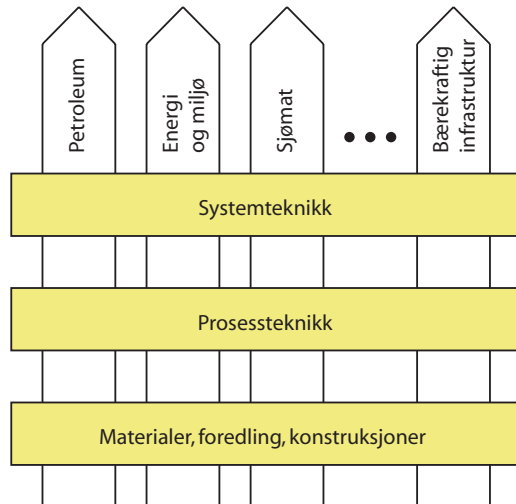 Petroleum
Energi
og miljø
Sjømat
Bærekraftig
infrastruktur
Systemteknikk
Prosessteknikk
Materialer, foredling, konstruksjoner